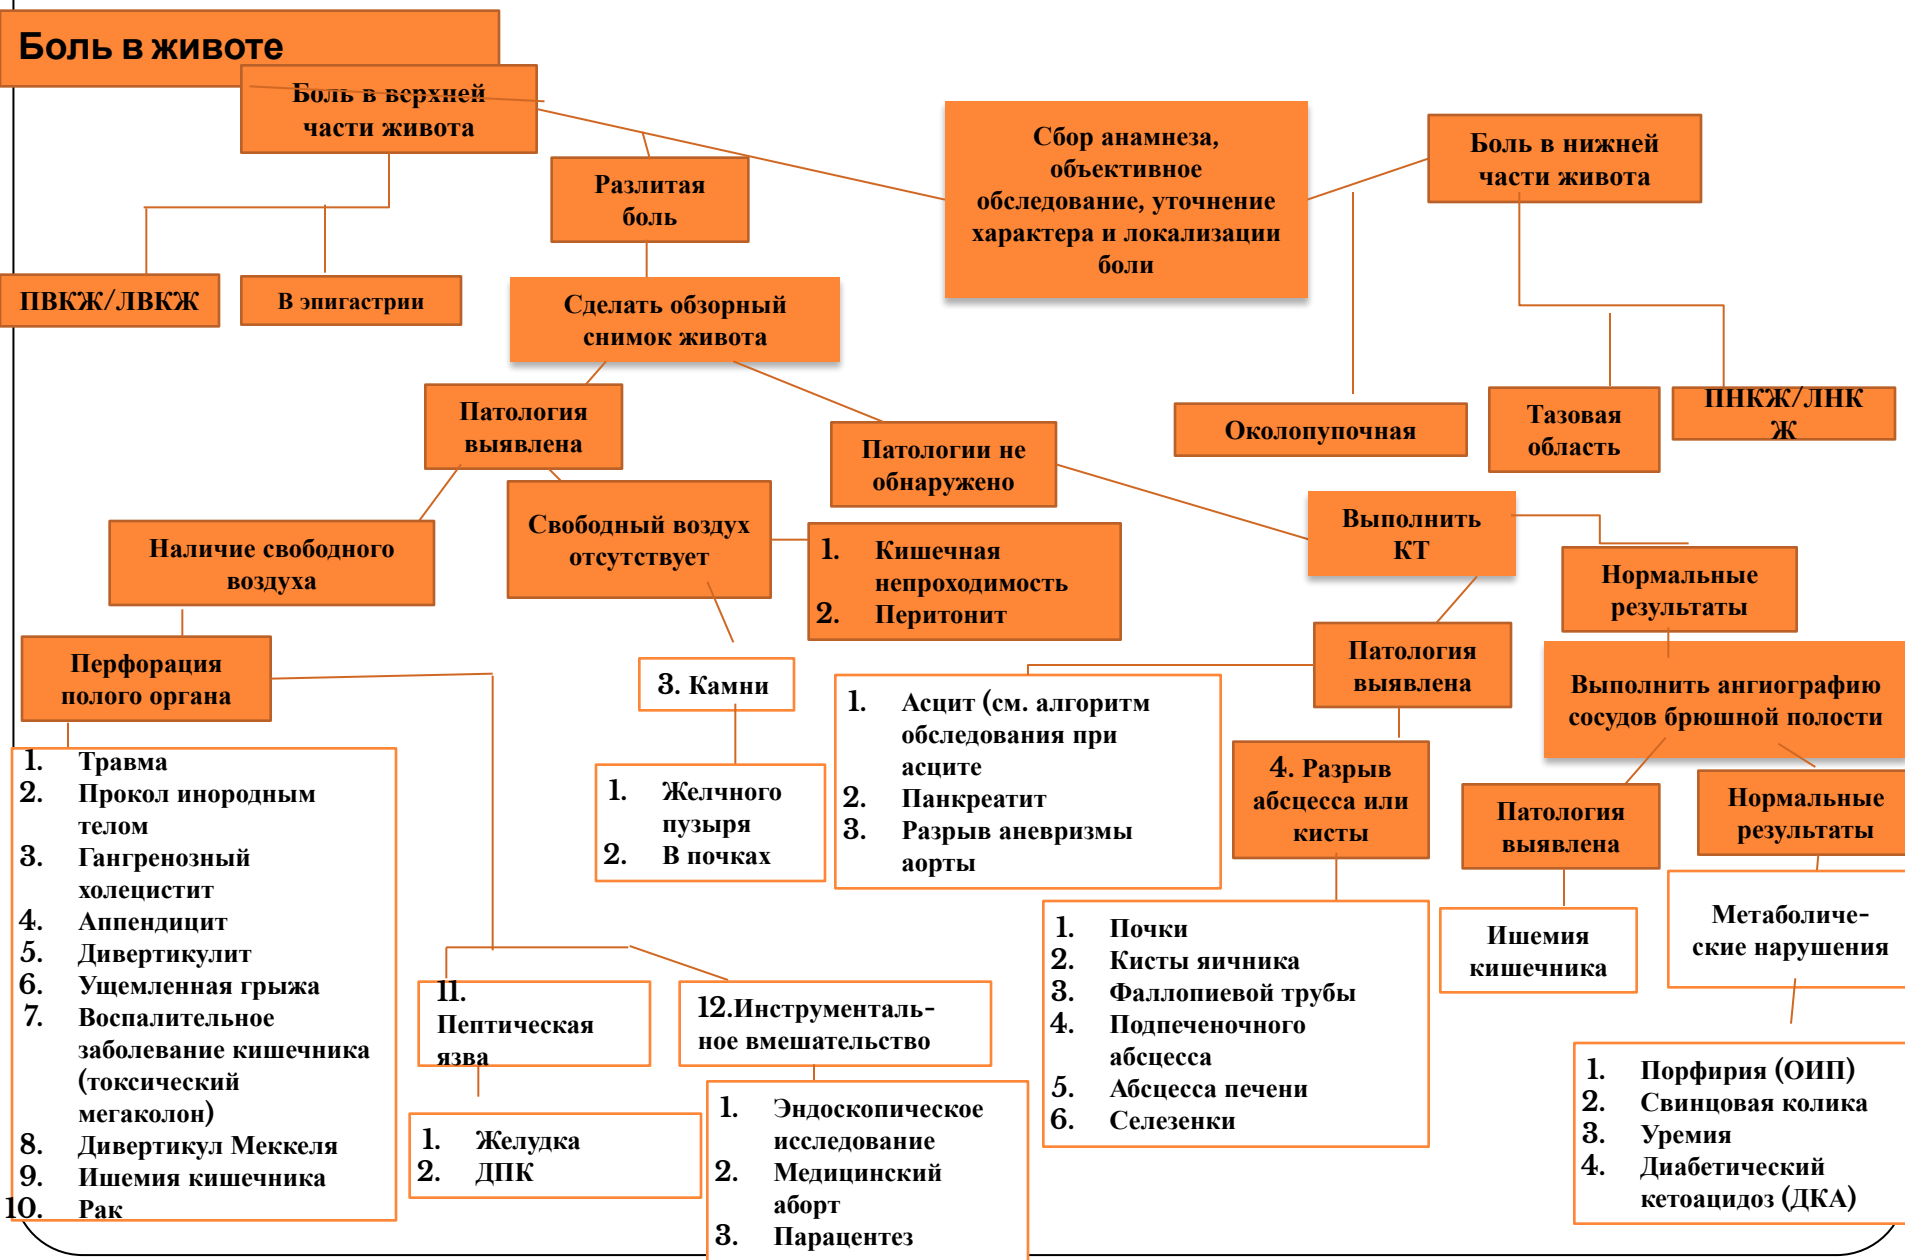 Боль в животе
Боль в верхней
части живота
Сбор анамнеза,
объективное
обследование, уточнение
характера и локализации
боли
Боль в нижней
части живота
Разлитая
боль
ПВКЖ/ЛВКЖ
В эпигастрии
Сделать обзорный
снимок живота
Патология
выявлена
Патологии не
обнаружено
Околопупочная
Тазовая
область
ПНКЖ/ЛНК
Ж
Наличие свободного
воздуха
Свободный воздух
отсутствует
1. Кишечная
непроходимость
2. Перитонит
Выполнить
КТ
Нормальные
результаты
Перфорация
полого органа
3. Камни
Патология
выявлена
Выполнить ангиографию
сосудов брюшной полости
1. Травма
2. Прокол инородным
телом
3. Гангренозный
холецистит
4. Аппендицит
5. Дивертикулит
6. Ущемленная грыжа
7. Воспалительное
заболевание кишечника
(токсический
мегаколон)
8. Дивертикул Меккеля
9. Ишемия кишечника
10. Рак
1. Желчного
пузыря
2. В почках
1. Асцит (см. алгоритм
обследования при
асците
2. Панкреатит
3. Разрыв аневризмы
аорты
4. Разрыв
абсцесса или
кисты
Патология
выявлена
Нормальные
результаты
11.
Пептическая
язва
12.Инструменталь-
ное вмешательство
1. Почки
2. Кисты яичника
3. Фаллопиевой трубы
4. Подпеченочного
абсцесса
5. Абсцесса печени
6. Селезенки
Ишемия
кишечника
Метаболиче-
ские нарушения
1. Желудка
2. ДПК
1. Эндоскопическое
исследование
2. Медицинский
аборт
3. Парацентез
1. Порфирия (ОИП)
2. Свинцовая колика
3. Уремия
4. Диабетический
кетоацидоз (ДКА)